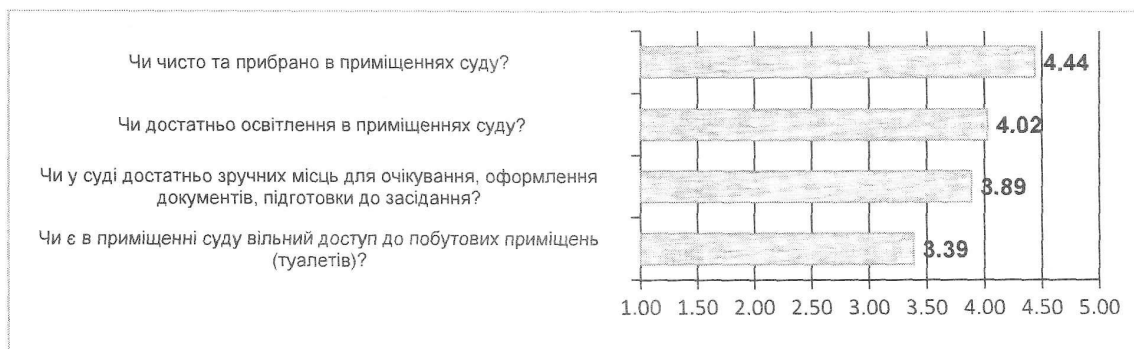 Чи чисто та прибрано в приміщеннях суду?
4.44
Чи достатньо освітлення в приміщеннях суду?
4.02
Чи у суді достатньо зручних місць для очікування, оформлення
документів, підготовки до засідання?
3.89
Чи є в приміщенні суду вільний доступ до побутових приміщень
(туалетів)?
3.39
1.00 1.50 2.00 2.50 3.00 3.50 4.00 4.50 5.00